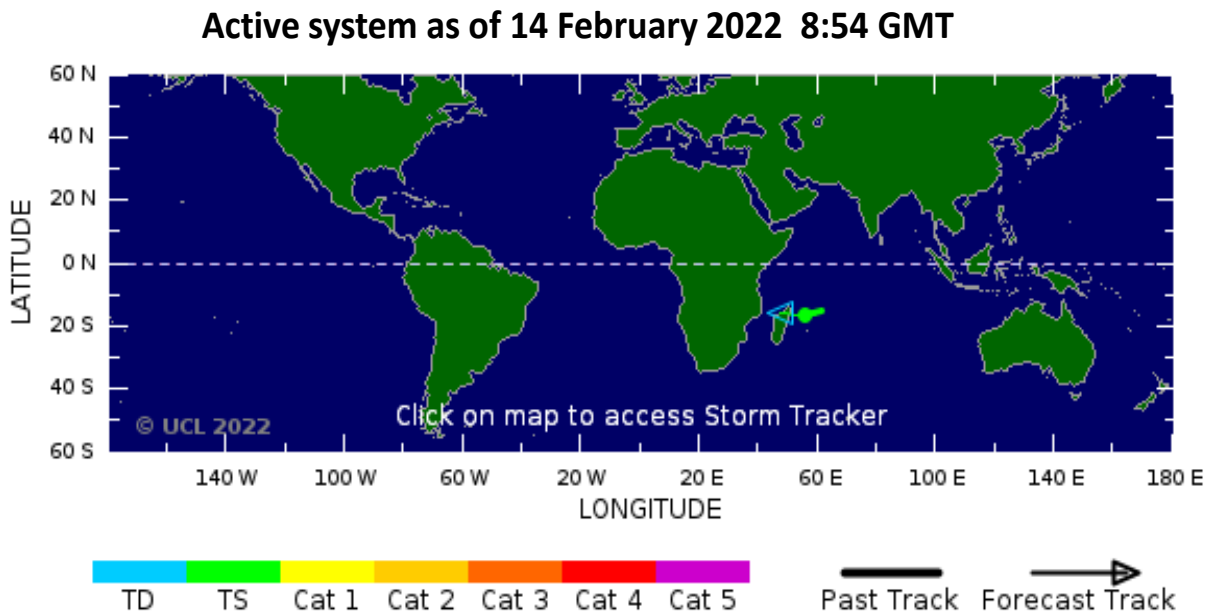 Active system as of 14 February 2022 8:54 GMT
60 N
40 N
20 N
0 N
20 S
40 S
60 S
LATITUDE
Click on map to access Storm Tracker
© UCL 2022
140 W 100 W 60 W 20 W 20 E 60 E 100 E 140 E 180 E
LONGITUDE
TD TS Cat 1 Cat 2 Cat 3 Cat 4 Cat 5 Past Track Forecast Track